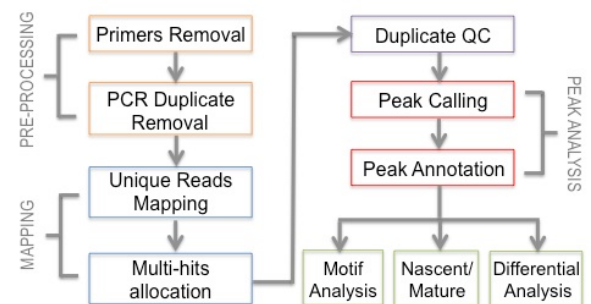 PRE-PROCESSING
Primers Removal
PCR Duplicate
Removal
MAPPING
Unique Reads
Mapping
Multi-hits
allocation
Duplicate QC
Peak Calling
Peak Annotation
PEAK ANALYSIS
Motif
Analysis
Nascent/
Mature
Differential
Analysis